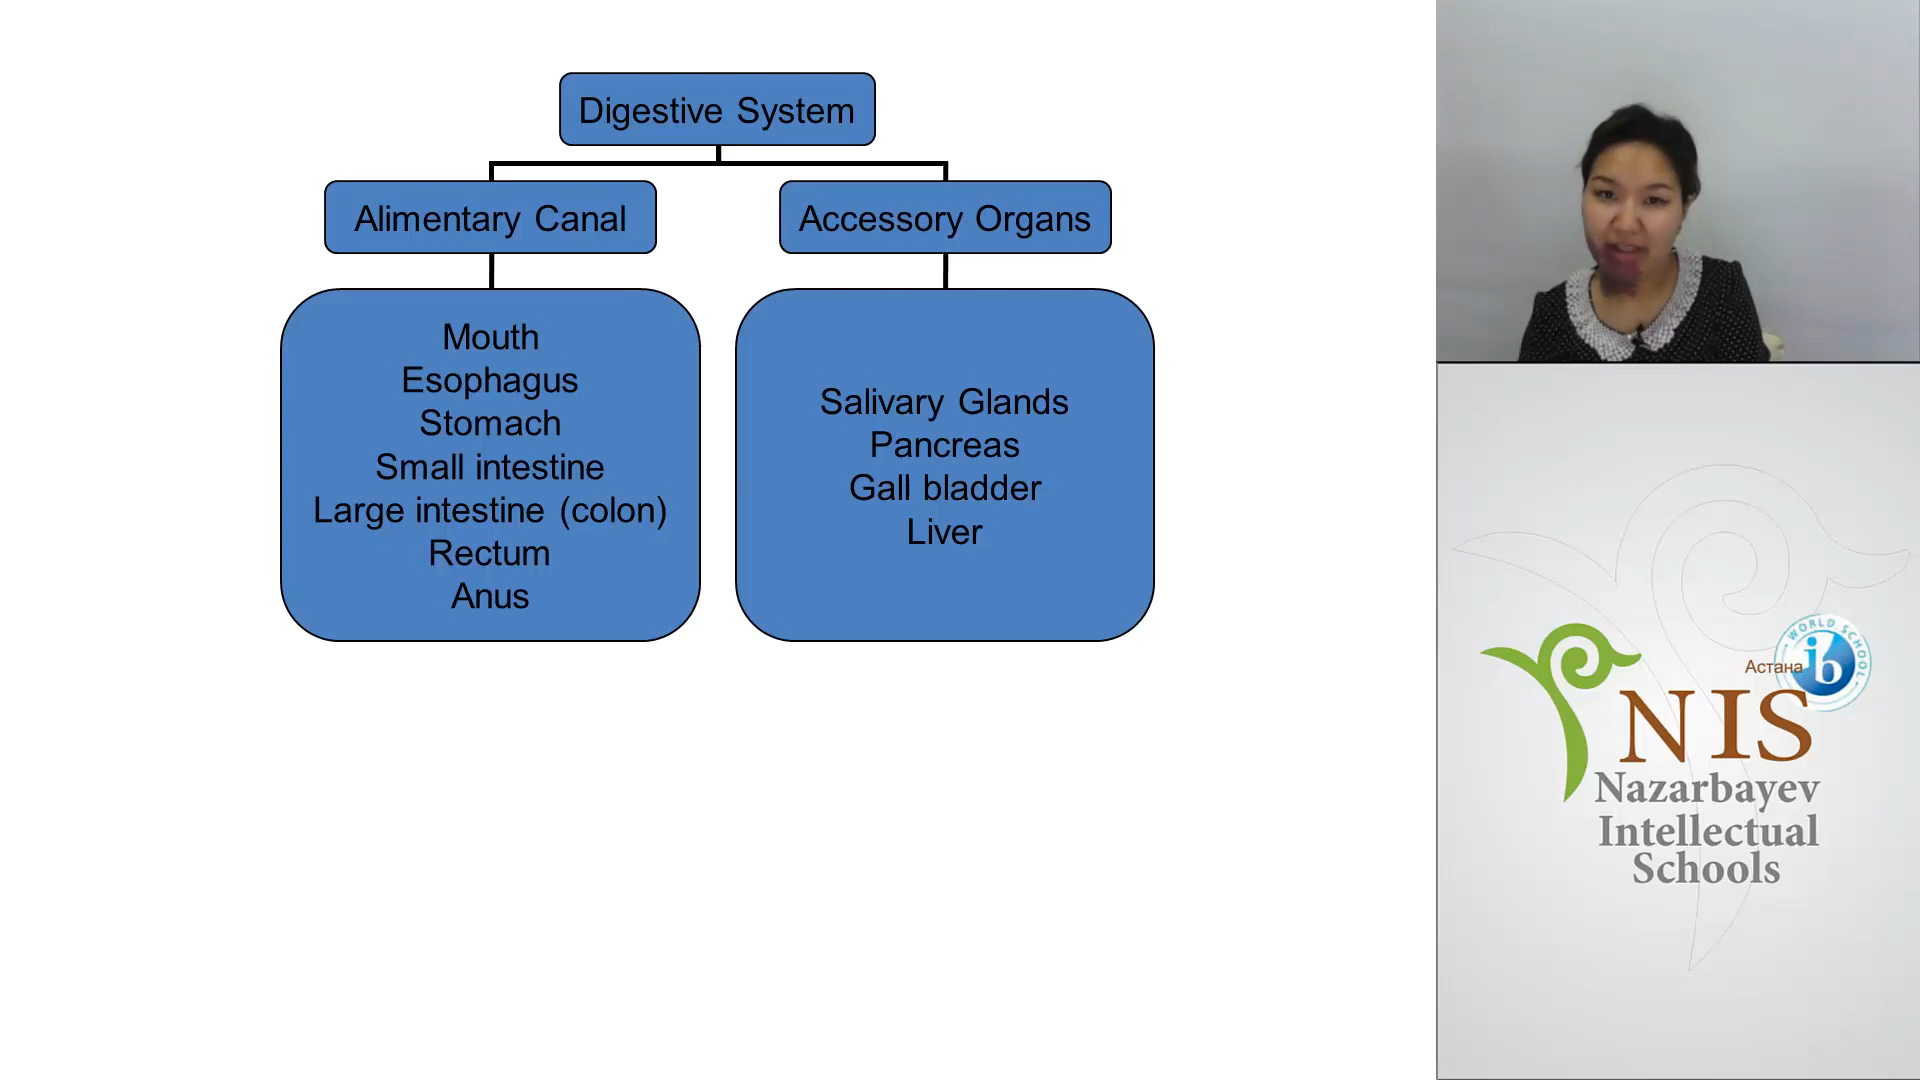 Digestive System
Alimentary Canal
Accessory Organs
Mouth
Esophagus
Stomach
Small intestine
Large intestine (colon)
Rectum
Anus
Salivary Glands
Pancreas
Gall bladder
Liver
WORLD SCHOOL
ib
Астана
NIS
Nazarbayev
Intellectual
Schools